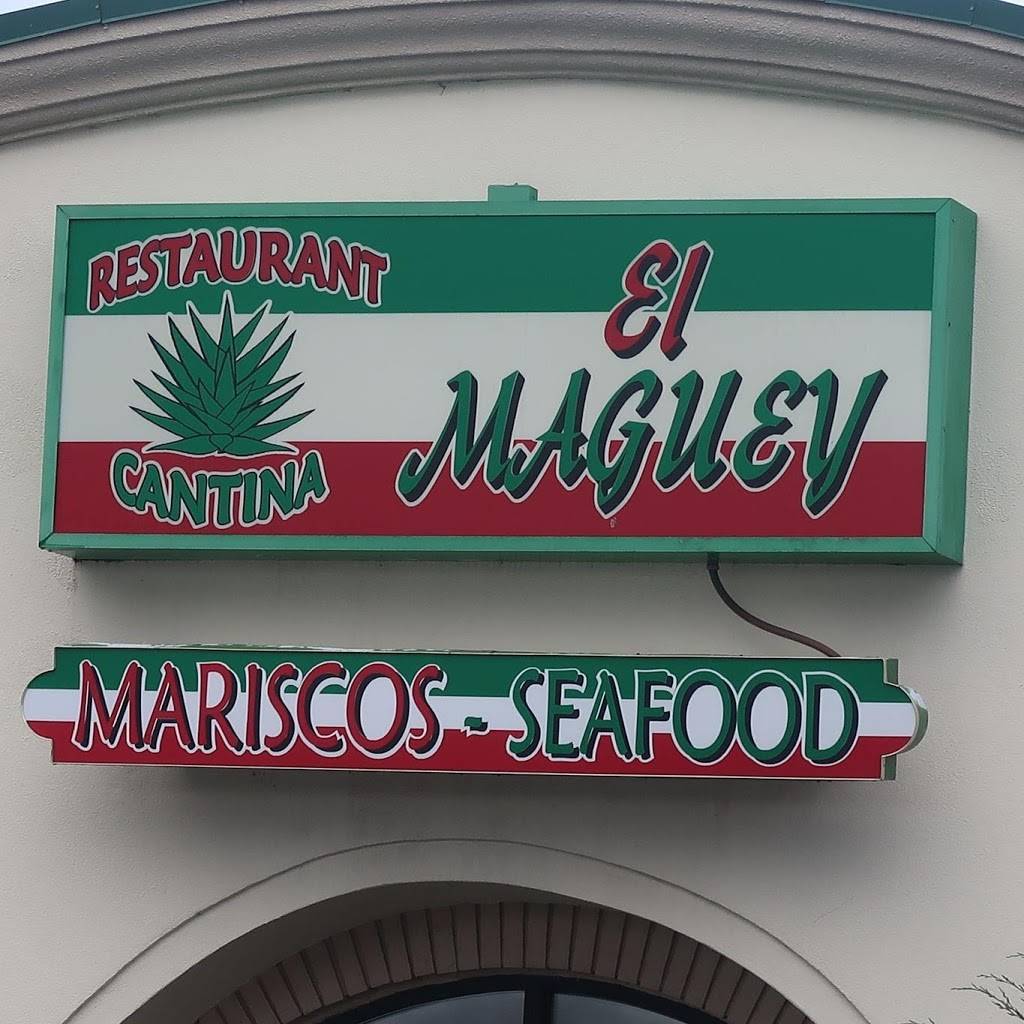 RESTAURANT
CANTINA
El
MAGUEY
MARISCOS - SEAFOOD